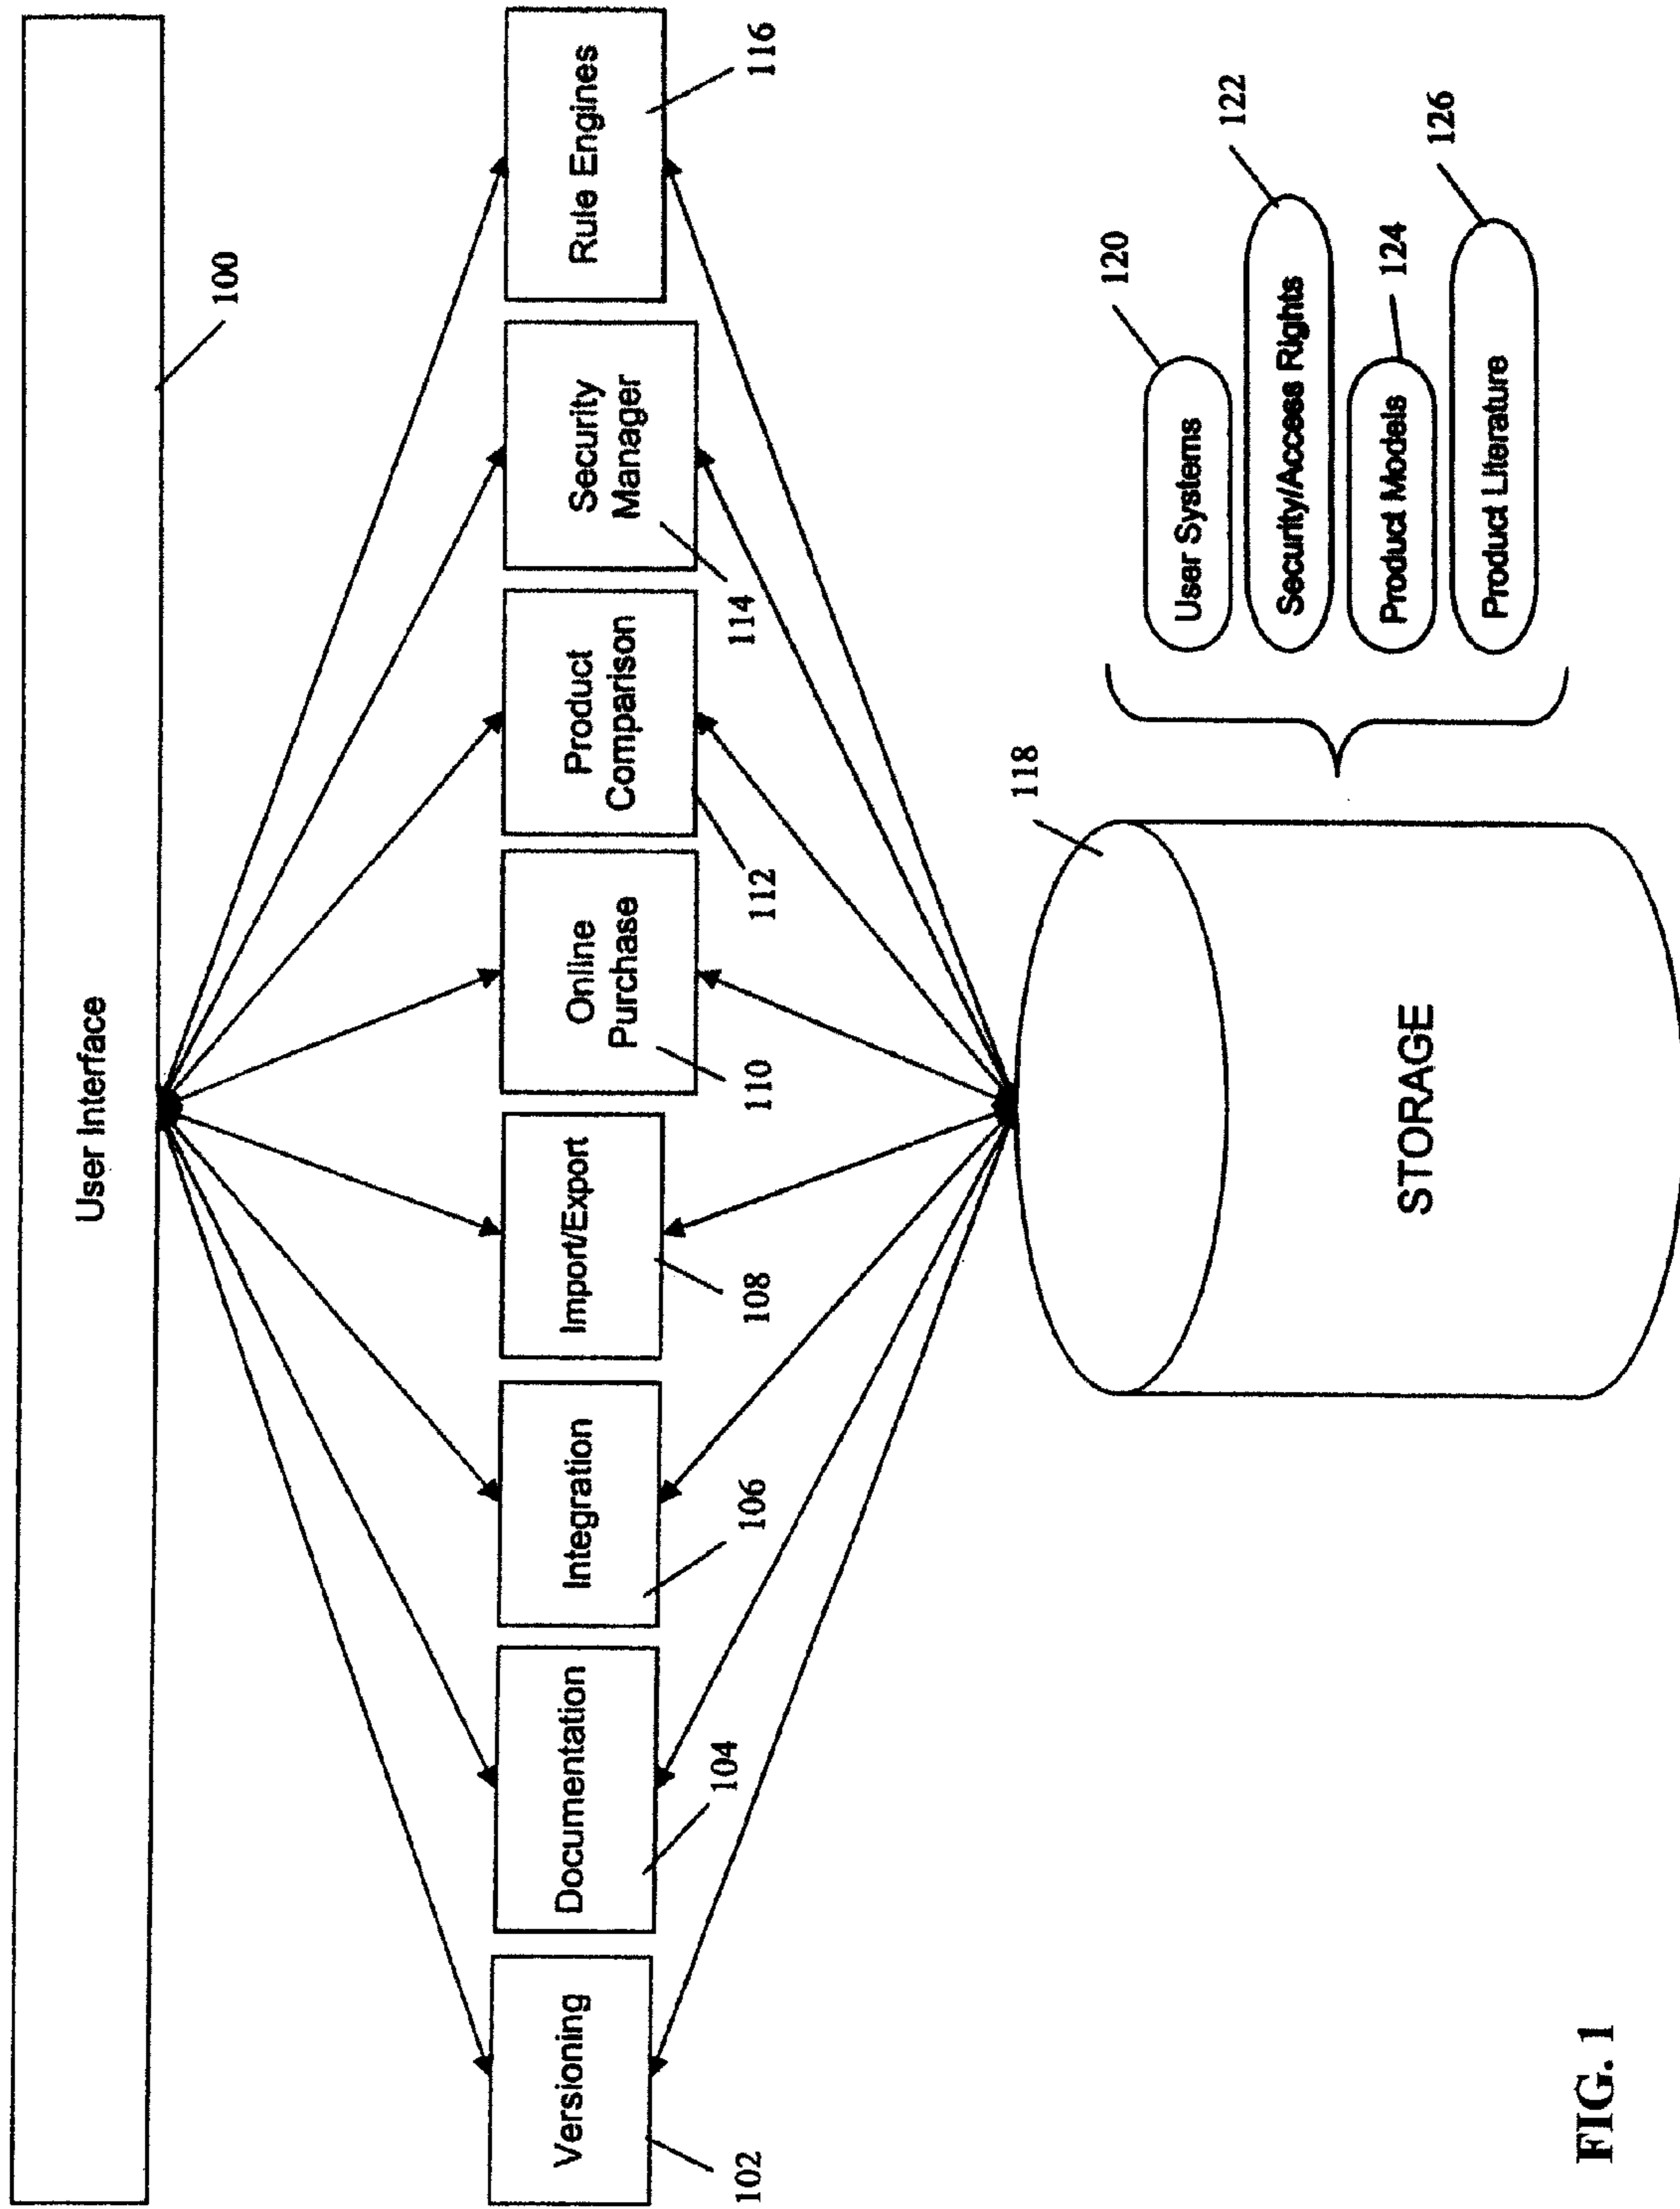 User Interface
100
Versioning
102
Documentation
104
Integration
106
Import/Export
108
Online
Purchase
110
Product
Comparison
112
Security
Manager
114
Rule Engines
116
STORAGE
118
User Systems
120
Security/Access Rights
122
Product Models
124
Product Literature
126
FIG. 1